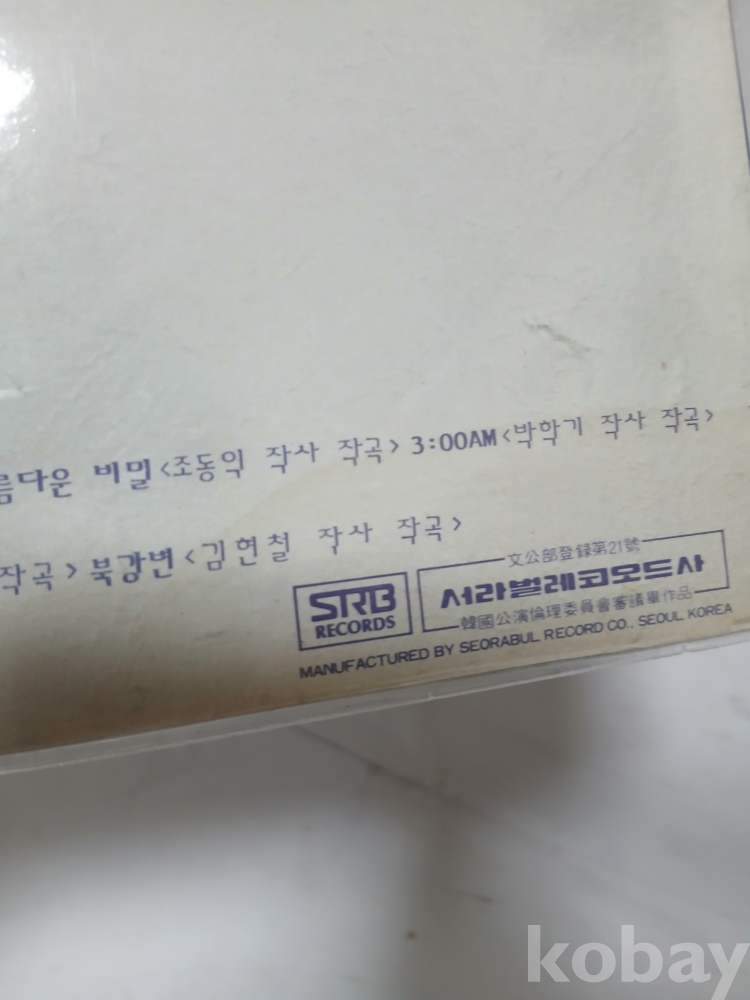 름다운 비밀<조동익 작사 작곡> 3:00AM<박학기 작사 작곡>
작곡> 북강변<김현철 작사 작곡>
SRB
RECORDS
文公部登録第21號
서라벌레코오드사
韓國公演倫理委員會審議畢作品
MANUFACTURED BY SEORABUL RECORD CO., SEOUL KOREA
kobay